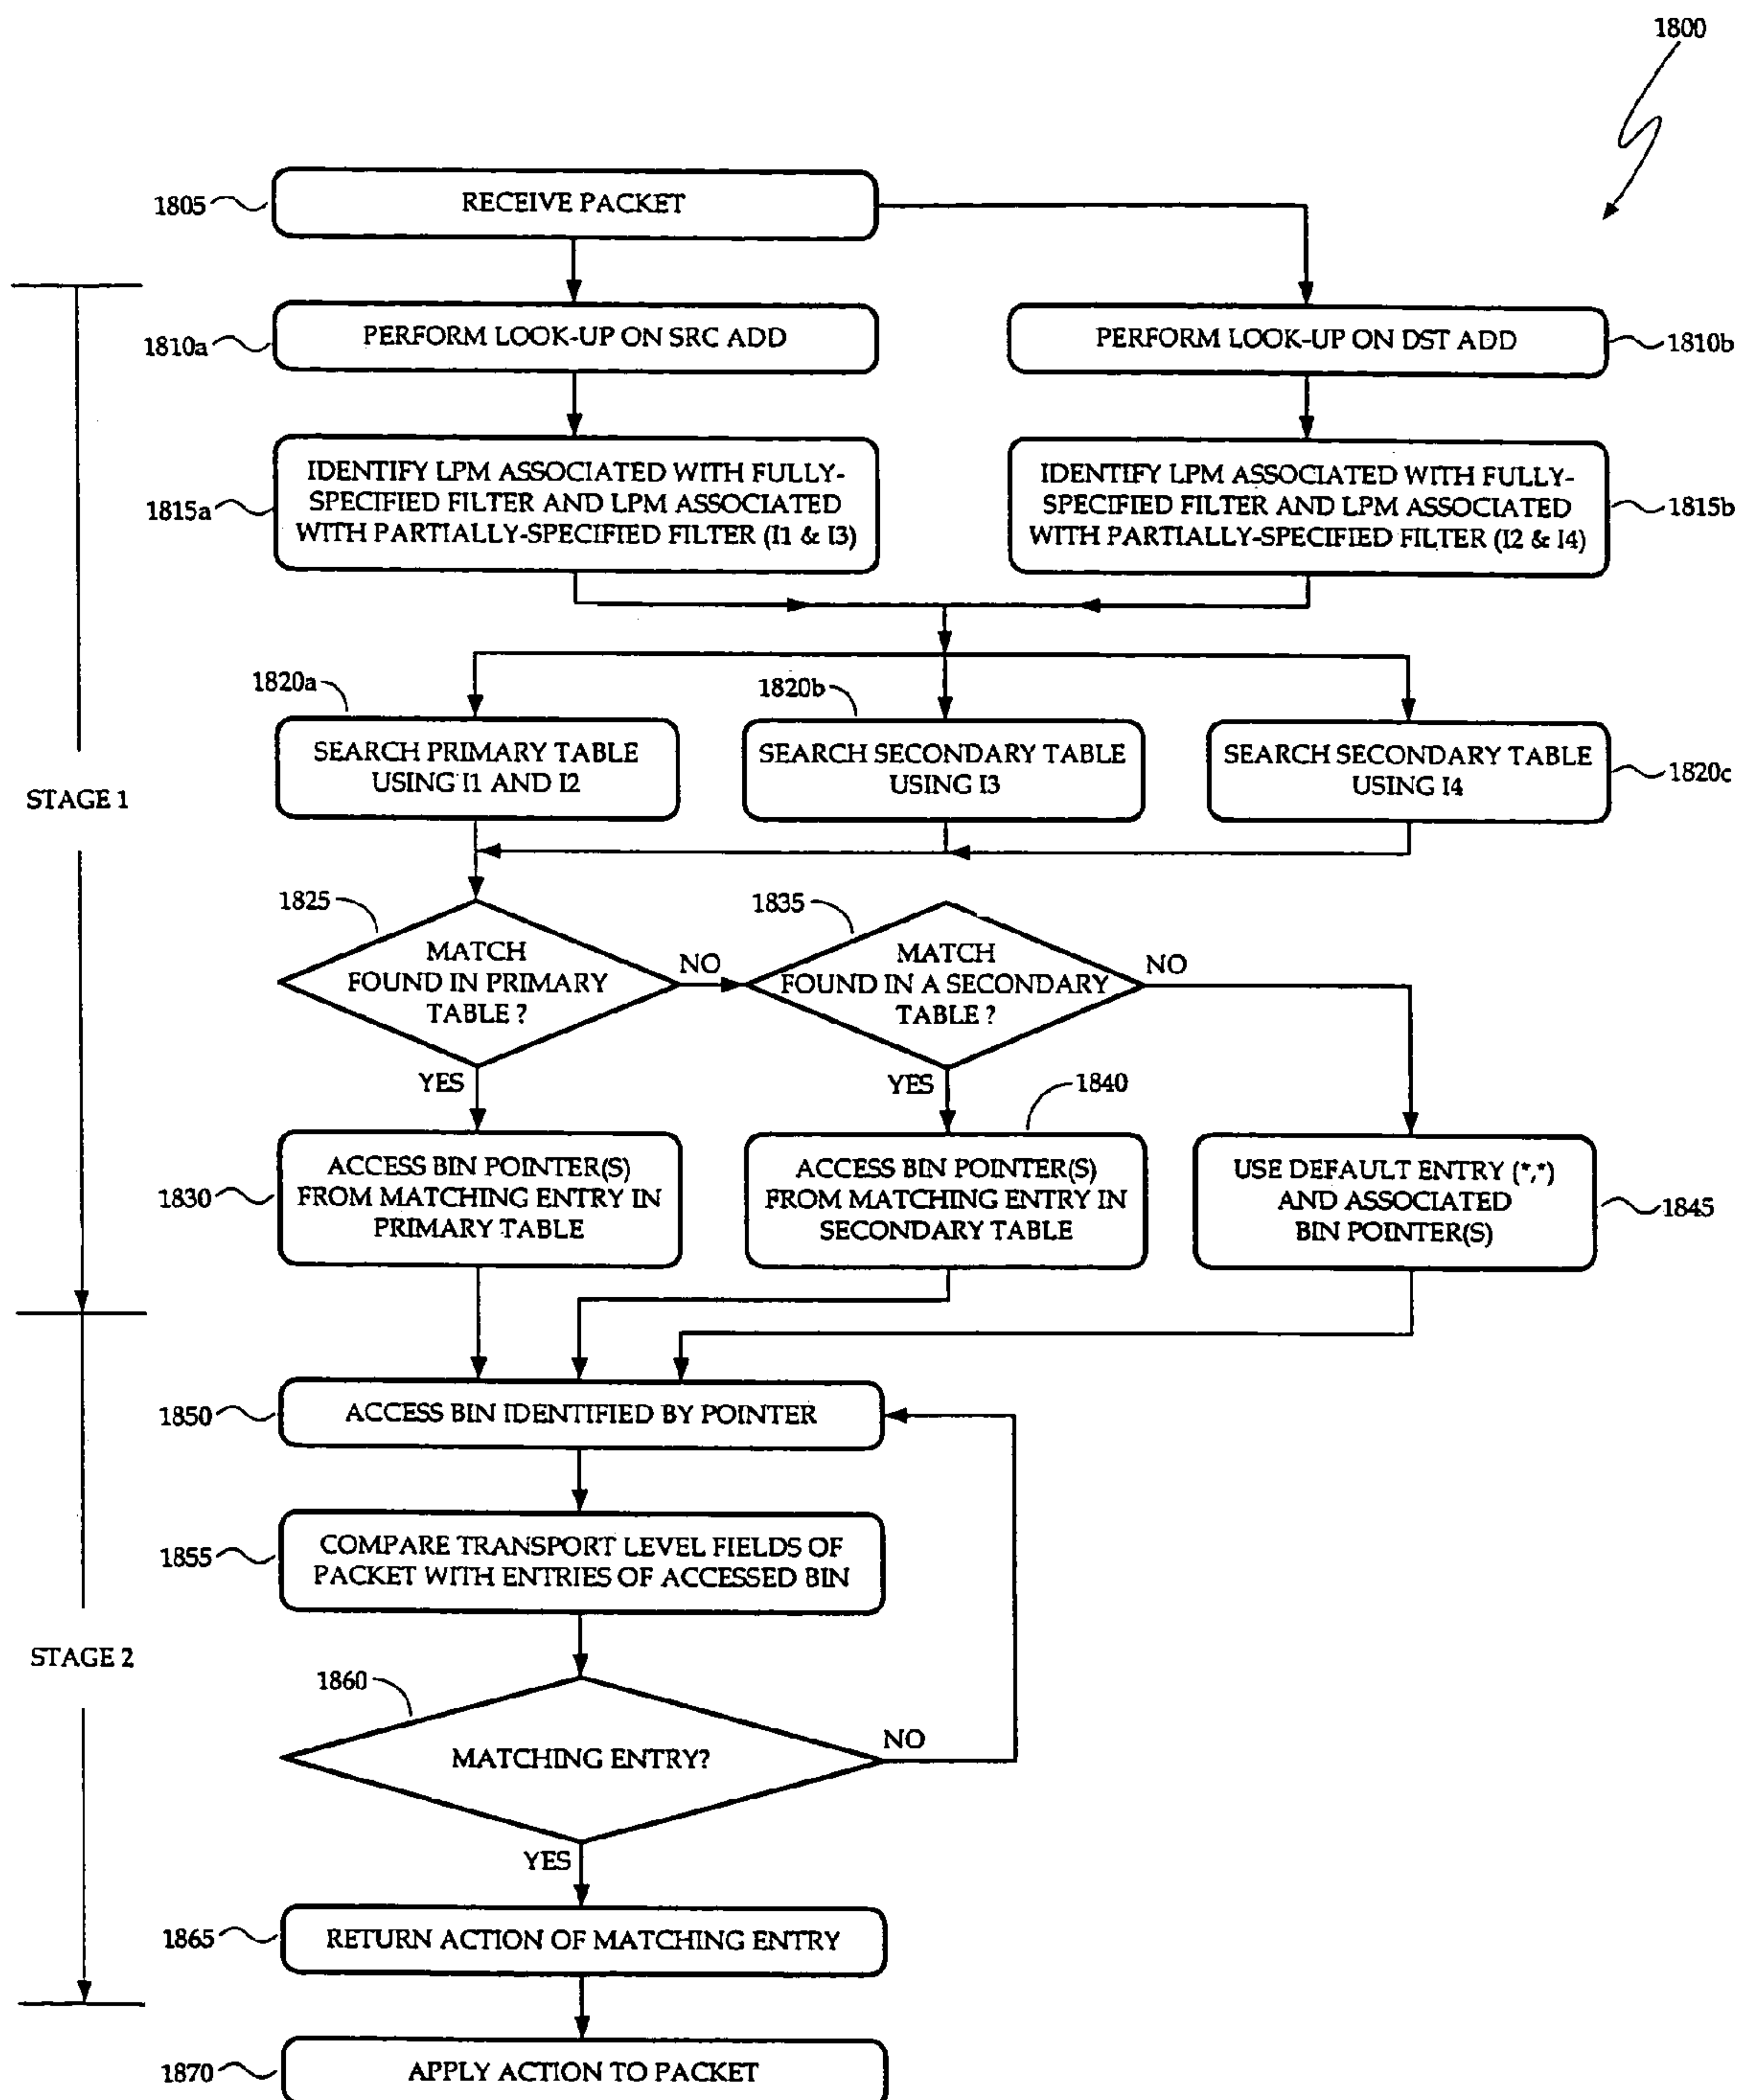 1800
1805
RECEIVE PACKET
1810a
PERFORM LOOK-UP ON SRC ADD
PERFORM LOOK-UP ON DST ADD
1810b
1815a
IDENTIFY LPM ASSOCIATED WITH FULLY-
SPECIFIED FILTER AND LPM ASSOCIATED
WITH PARTIALLY-SPECIFIED FILTER (I1 & I3)
IDENTIFY LPM ASSOCIATED WITH FULLY-
SPECIFIED FILTER AND LPM ASSOCIATED
WITH PARTIALLY-SPECIFIED FILTER (I2 & I4)
1815b
1820a
SEARCH PRIMARY TABLE
USING I1 AND I2
1820b
SEARCH SECONDARY TABLE
USING I3
SEARCH SECONDARY TABLE
USING I4
1820c
STAGE 1
1825
MATCH
FOUND IN PRIMARY
TABLE ?
NO
YES
1835
MATCH
FOUND IN A SECONDARY
TABLE ?
NO
YES
1830
ACCESS BIN POINTER(S)
FROM MATCHING ENTRY IN
PRIMARY TABLE
1840
ACCESS BIN POINTER(S)
FROM MATCHING ENTRY IN
SECONDARY TABLE
USE DEFAULT ENTRY (*,*)
AND ASSOCIATED
BIN POINTER(S)
1845
1850
ACCESS BIN IDENTIFIED BY POINTER
1855
COMPARE TRANSPORT LEVEL FIELDS OF
PACKET WITH ENTRIES OF ACCESSED BIN
STAGE 2
1860
MATCHING ENTRY?
NO
YES
1865
RETURN ACTION OF MATCHING ENTRY
1870
APPLY ACTION TO PACKET